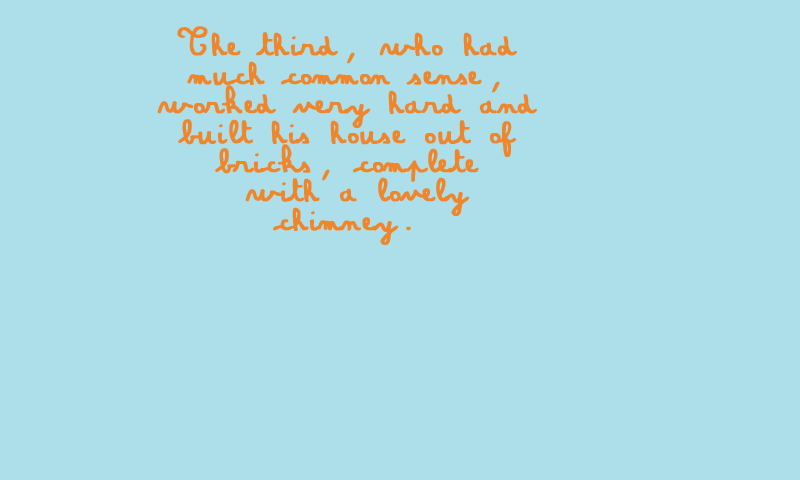 The third, who had
much common sense,
worked very hard and
built his house out of
bricks, complete
with a lovely
chimney.